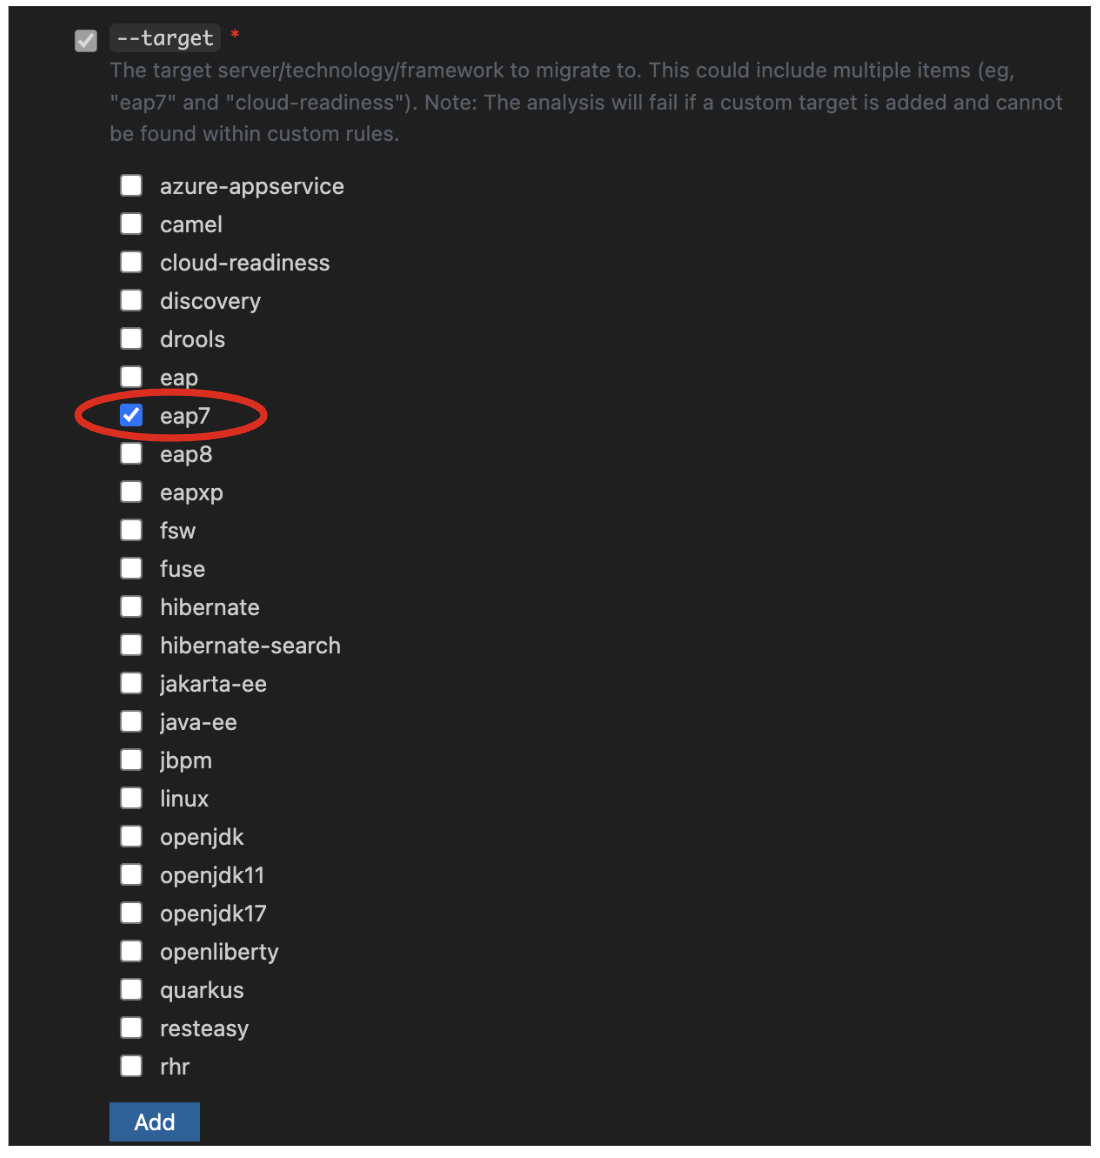 --target *
The target server/technology/framework to migrate to. This could include multiple items (eg,
"eap7" and "cloud-readiness"). Note: The analysis will fail if a custom target is added and cannot
be found within custom rules.
azure-appservice
camel
cloud-readiness
discovery
drools
eap
eap7
eap8
eapxp
fsw
fuse
hibernate
hibernate-search
jakarta-ee
java-ee
jbpm
linux
openjdk
openjdk11
openjdk17
openliberty
quarkus
resteasy
rhr
Add